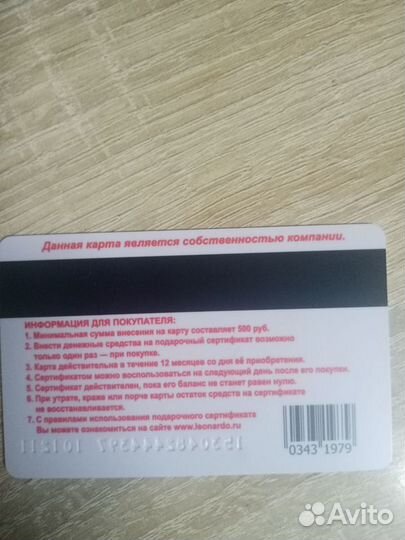 Данная карта является собственностью компании.
ИНФОРМАЦИЯ ДЛЯ ПОКУПАТЕЛЯ:
1. Минимальная сумма внесения на карту составляет 500 руб.
2. Внести денежные средства на подарочный сертификат возможно
только один раз — при покупке.
3. Карта действительна в течение 12 месяцев со дня её приобретения.
4. Сертификатом можно воспользоваться на следующий день после его покупки.
5. Сертификат действителен, пока его баланс не станет равен нулю.
6. При утрате, краже или порче карты остаток средств на сертификате
не восстанавливается.
7. С правилами использования подарочного сертификата
Вы можете ознакомиться на сайте www.leonardo.ru
0343 1979
Avito